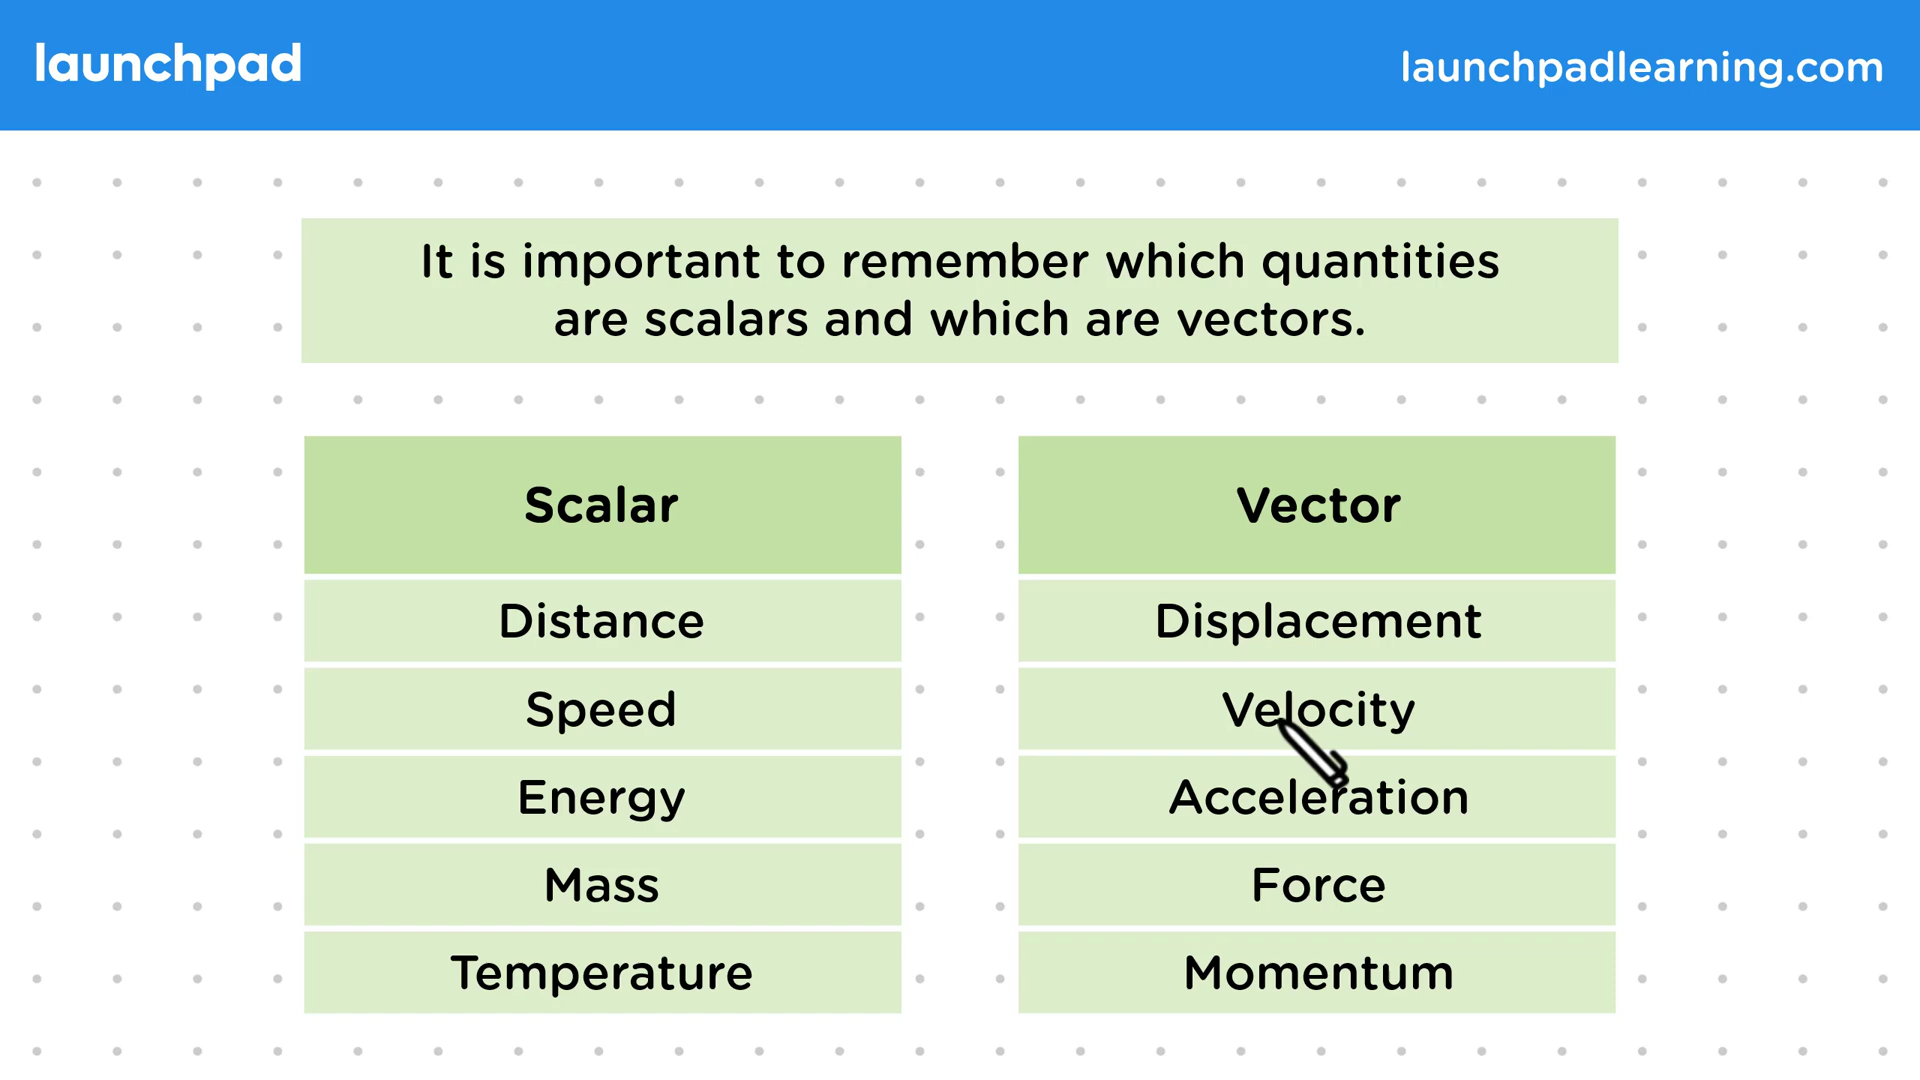 launchpad
launchpadlearning.com
It is important to remember which quantities
are scalars and which are vectors.
Scalar
Distance
Speed
Energy
Mass
Temperature
Vector
Displacement
Velocity
Acceleration
Force
Momentum